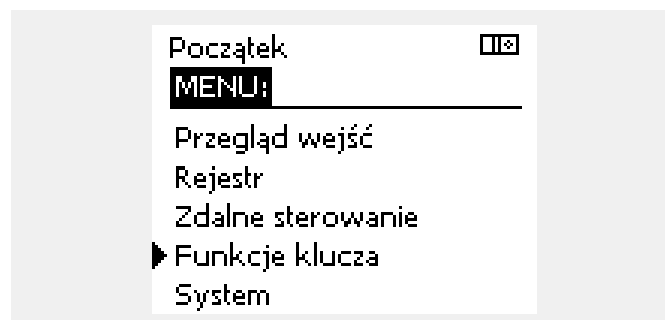 Początek
MENU:
Przegląd wejść
Rejestr
Zdalne sterowanie
Funkcje klucza
System